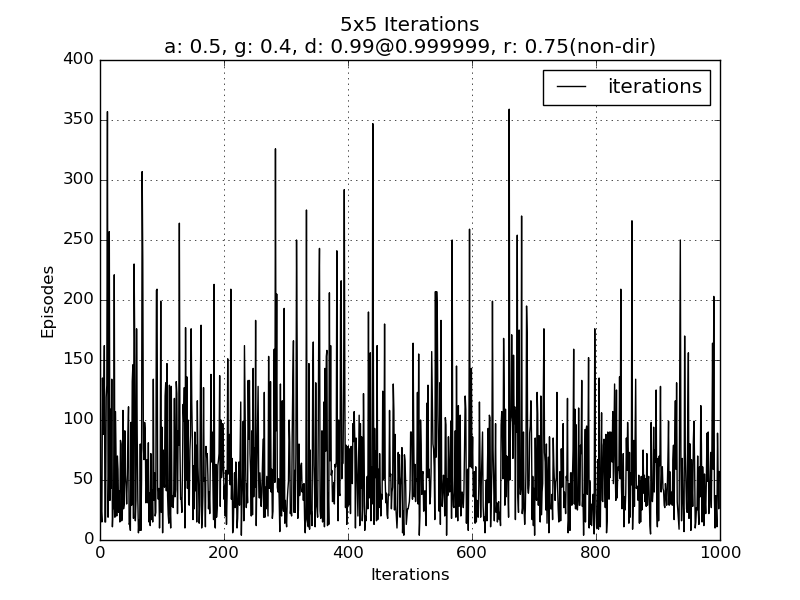 5x5 Iterations
a: 0.5, g: 0.4, d: 0.99@0.999999, r: 0.75(non-dir)
iterations
400
350
300
250
200
150
100
50
0
Episodes
0 200 400 600 800 1000
Iterations